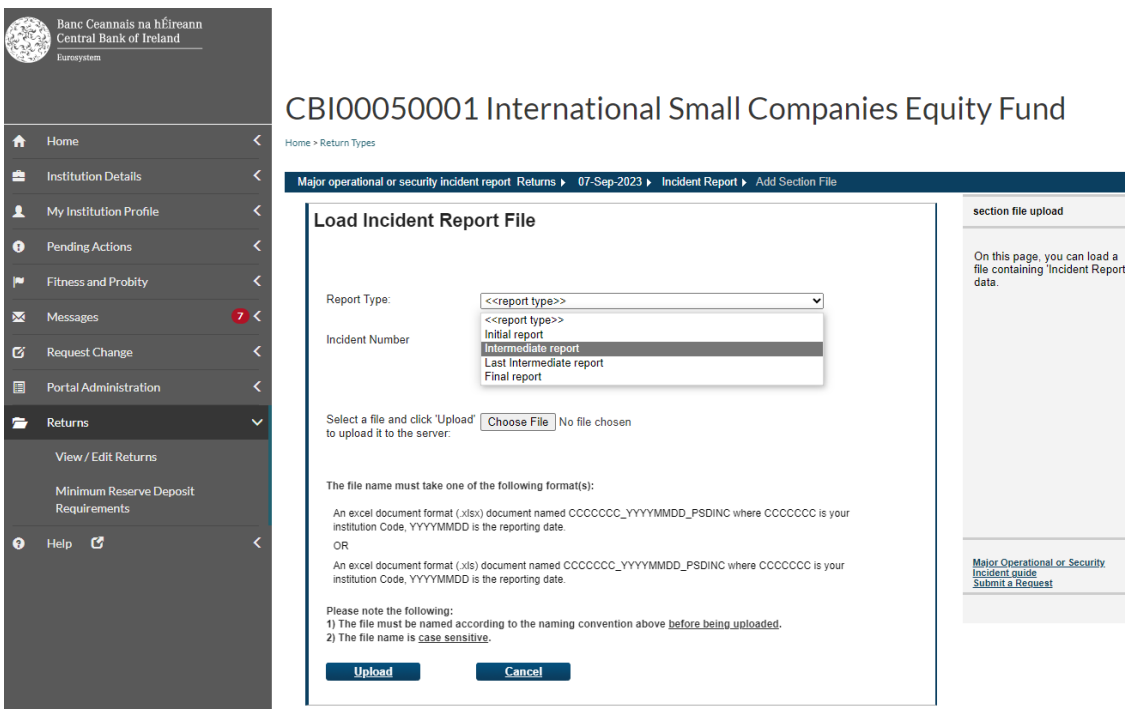 Banc Ceannais na hÉireann
Central Bank of Ireland
Eurosystem
Home
Institution Details
My Institution Profile
Pending Actions
Fitness and Probity
Messages
7
Request Change
Portal Administration
Returns
View / Edit Returns
Minimum Reserve Deposit
Requirements
Help
CBI00050001 International Small Companies Equity Fund
Home > Return Types
Major operational or security incident report Returns 07-Sep-2023 Incident Report Add Section File
Load Incident Report File
Report Type:
<<report type>>
<<report type>>
Initial report
Intermediate report
Last Intermediate report
Final report
Incident Number
Select a file and click 'Upload'
to upload it to the server:
Choose File No file chosen
The file name must take one of the following format(s):
An excel document format (.xlsx) document named CCCCCCC_YYYYMMDD_PSDINC where CCCCCCC is your
institution Code, YYYYMMDD is the reporting date.
OR
An excel document format (.xls) document named CCCCCCC_YYYYMMDD_PSDINC where CCCCCCC is your
institution Code, YYYYMMDD is the reporting date.
Please note the following:
1) The file must be named according to the naming convention above before being uploaded.
2) The file name is case sensitive.
Upload
Cancel
section file upload
On this page, you can load a
file containing 'Incident Report
data.
Major Operational or Security
Incident guide
Submit a Request